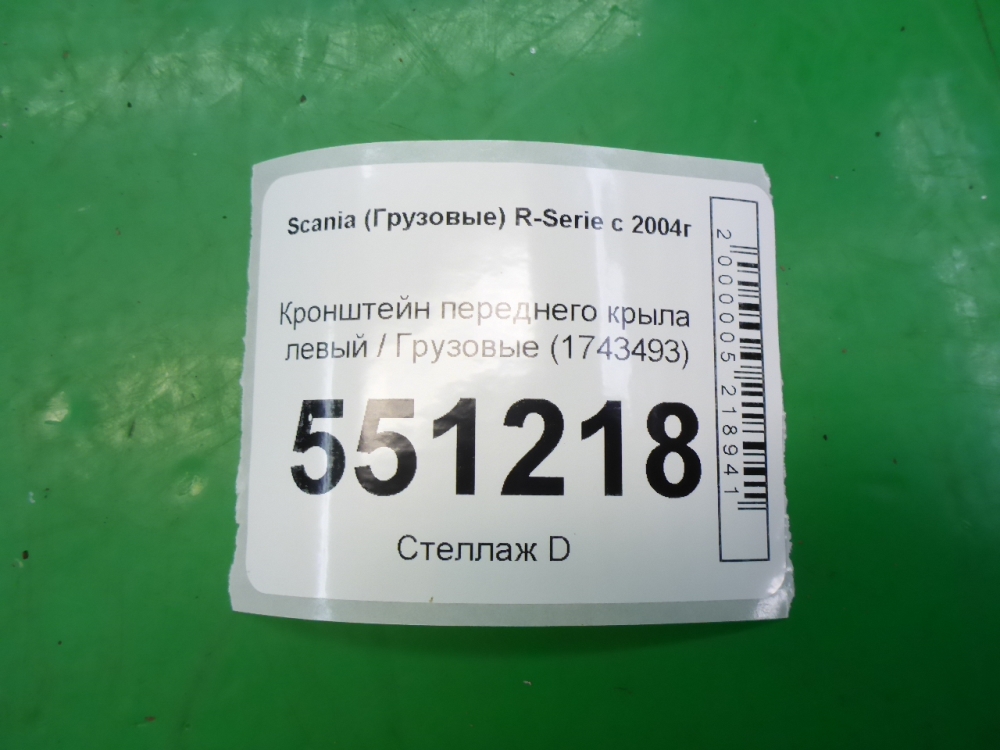 Scania (Грузовые) R-Serie с 2004г
Кронштейн переднего крыла
левый / Грузовые (1743493)
551218
Стеллаж D
2000005218941